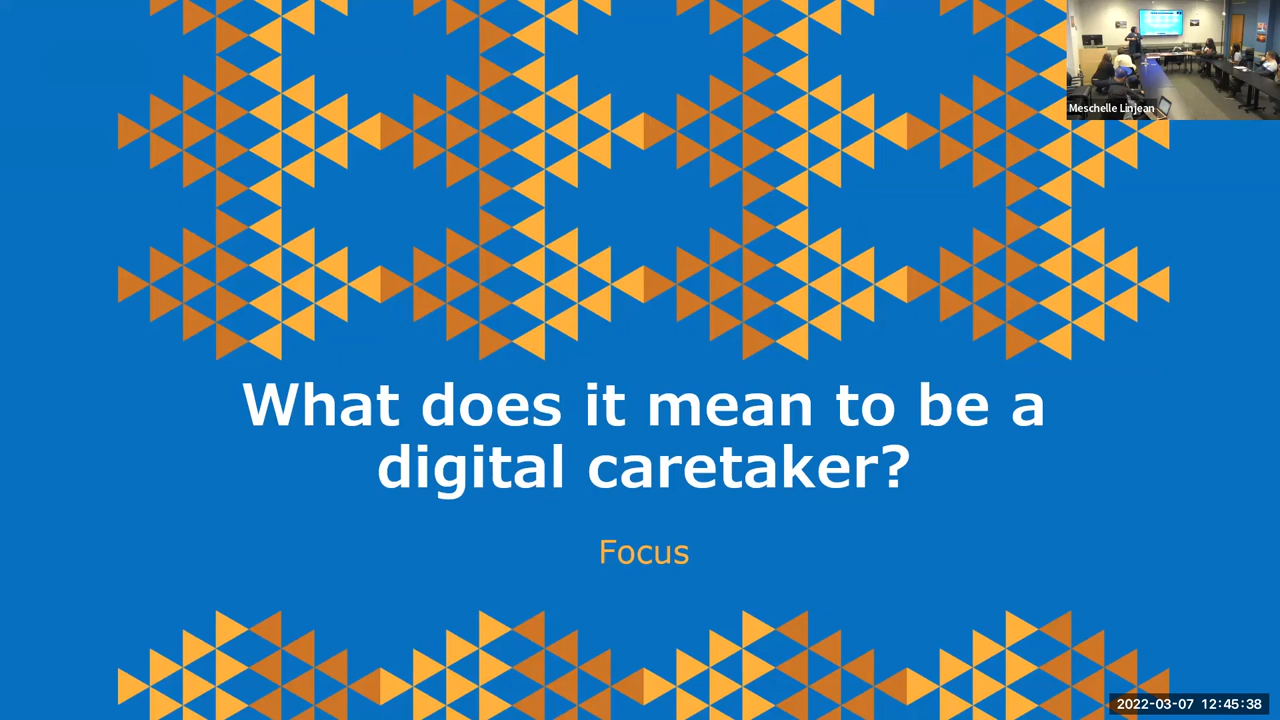 Meschelle Linjean
What does it mean to be a
digital caretaker?
Focus
2022-03-07 12:45:38